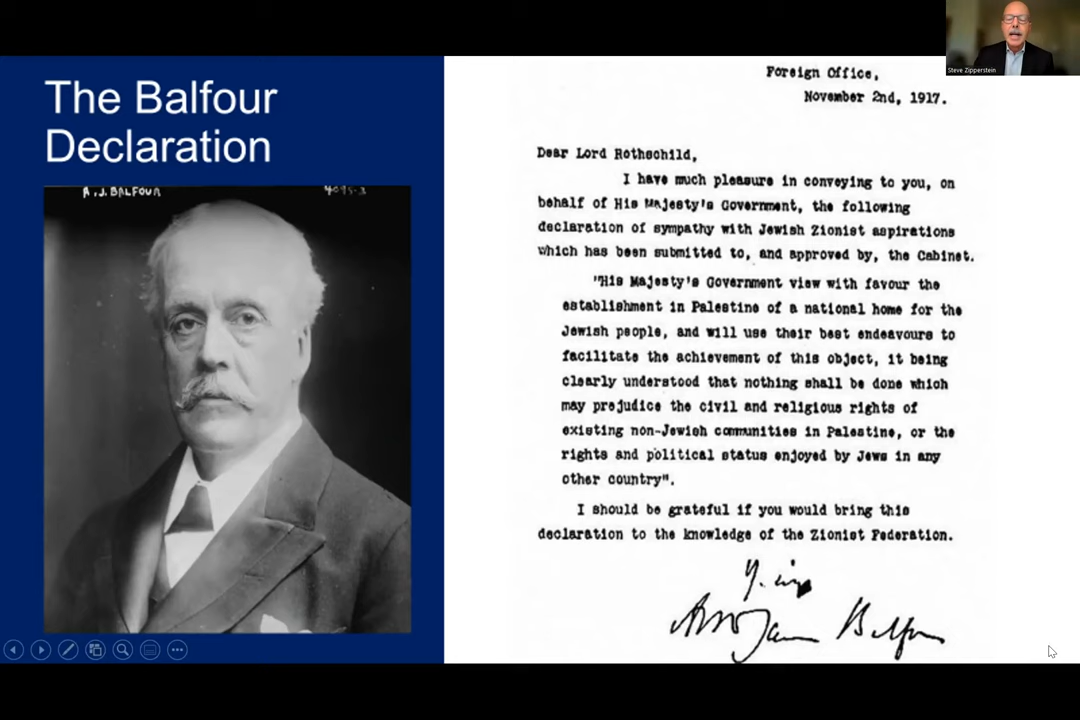 Steve Zipperstein
The Balfour
Declaration
A.J. BALFOUR 4095-3
Foreign Office,
November 2nd, 1917.
Dear Lord Rothschild,
I have much pleasure in conveying to you, on
behalf of His Majesty's Government, the following
declaration of sympathy with Jewish Zionist aspirations
which has been submitted to, and approved by, the Cabinet.
"His Majesty's Government view with favour the
establishment in Palestine of a national home for the
Jewish people, and will use their best endeavours to
facilitate the achievement of this object, it being
clearly understood that nothing shall be done which
may prejudice the civil and religious rights of
existing non-Jewish communities in Palestine, or the
rights and political status enjoyed by Jews in any
other country".
I should be grateful if you would bring this
declaration to the knowledge of the Zionist Federation.
Balfour